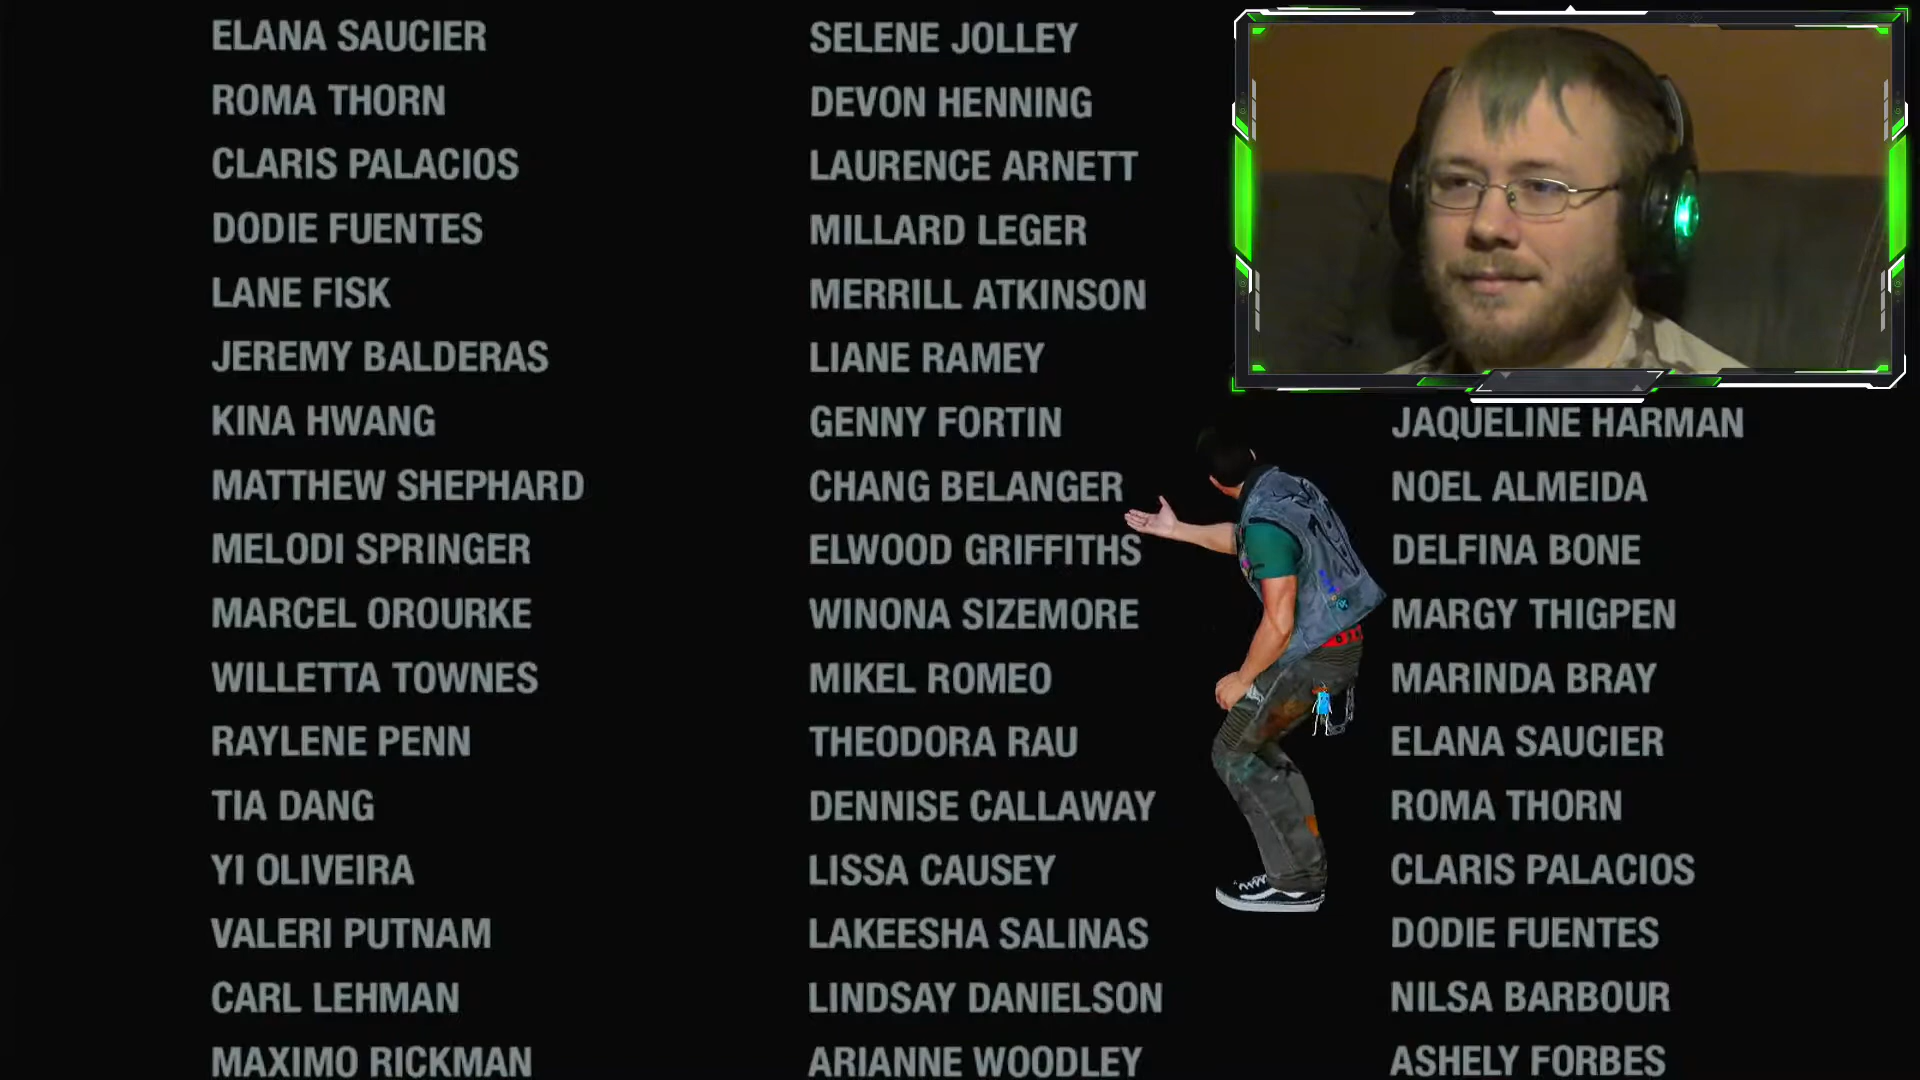 ELANA SAUCIER
ROMA THORN
CLARIS PALACIOS
DODIE FUENTES
LANE FISK
JEREMY BALDERAS
KINA HWANG
MATTHEW SHEPHARD
MELODI SPRINGER
MARCEL OROURKE
WILLETTA TOWNES
RAYLENE PENN
TIA DANG
YI OLIVEIRA
VALERI PUTNAM
CARL LEHMAN
MAXIMO RICKMAN
SELENE JOLLEY
DEVON HENNING
LAURENCE ARNETT
MILLARD LEGER
MERRILL ATKINSON
LIANE RAMEY
GENNY FORTIN
CHANG BELANGER
ELWOOD GRIFFITHS
WINONA SIZEMORE
MIKEL ROMEO
THEODORA RAU
DENNISE CALLAWAY
LISSA CAUSEY
LAKEESHA SALINAS
LINDSAY DANIELSON
ARIANNE WOODLEY
JAQUELINE HARMAN
NOEL ALMEIDA
DELFINA BONE
MARGY THIGPEN
MARINDA BRAY
ELANA SAUCIER
ROMA THORN
CLARIS PALACIOS
DODIE FUENTES
NILSA BARBOUR
ASHELY FORBES